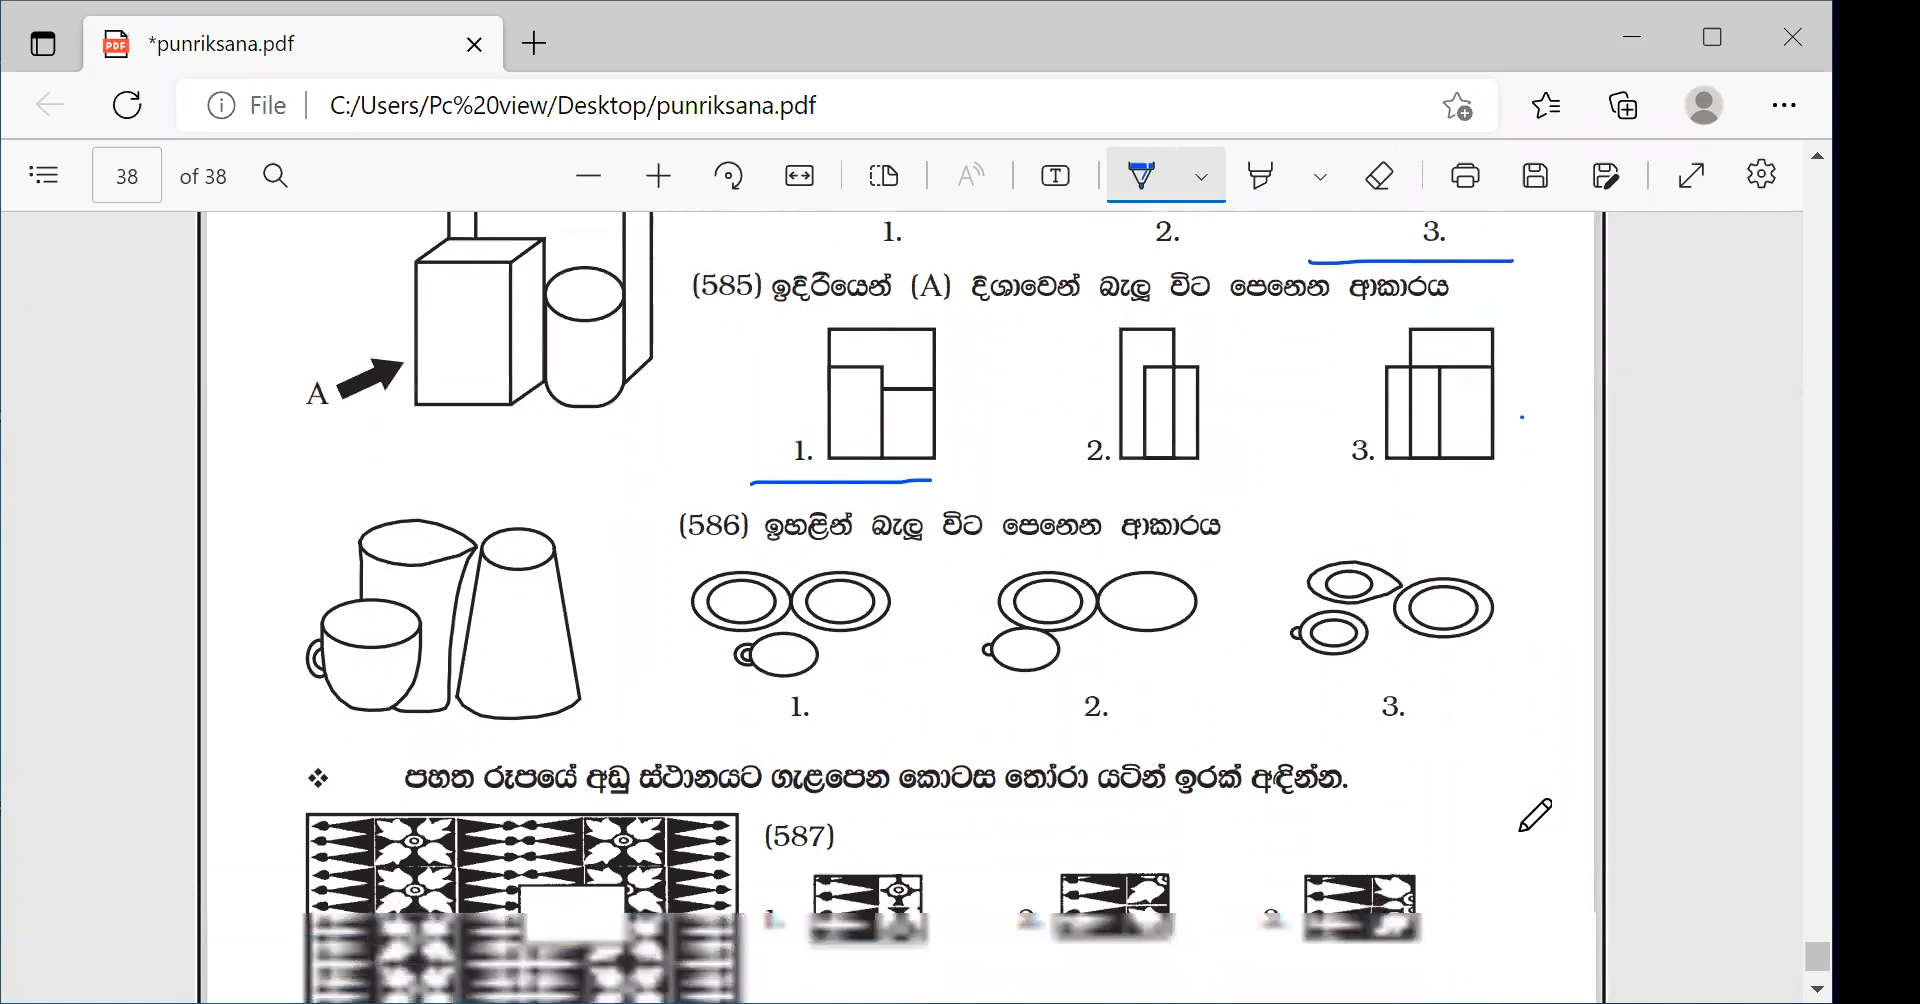 *punriksana.pdf
File
C:/Users/Pc%20view/Desktop/punriksana.pdf
38 of 38
1. 2. 3.
(585) ඉදිරියෙන් (A) දිශාවෙන් බැලූ විට පෙනෙන ආකාරය
A
1. 2. 3.
(586) ඉහළින් බැලූ විට පෙනෙන ආකාරය
1. 2. 3.
❖ පහත රූපයේ අඩු ස්ථානයට ගැළපෙන කොටස තෝරා යටින් ඉරක් අඳින්න.
(587)